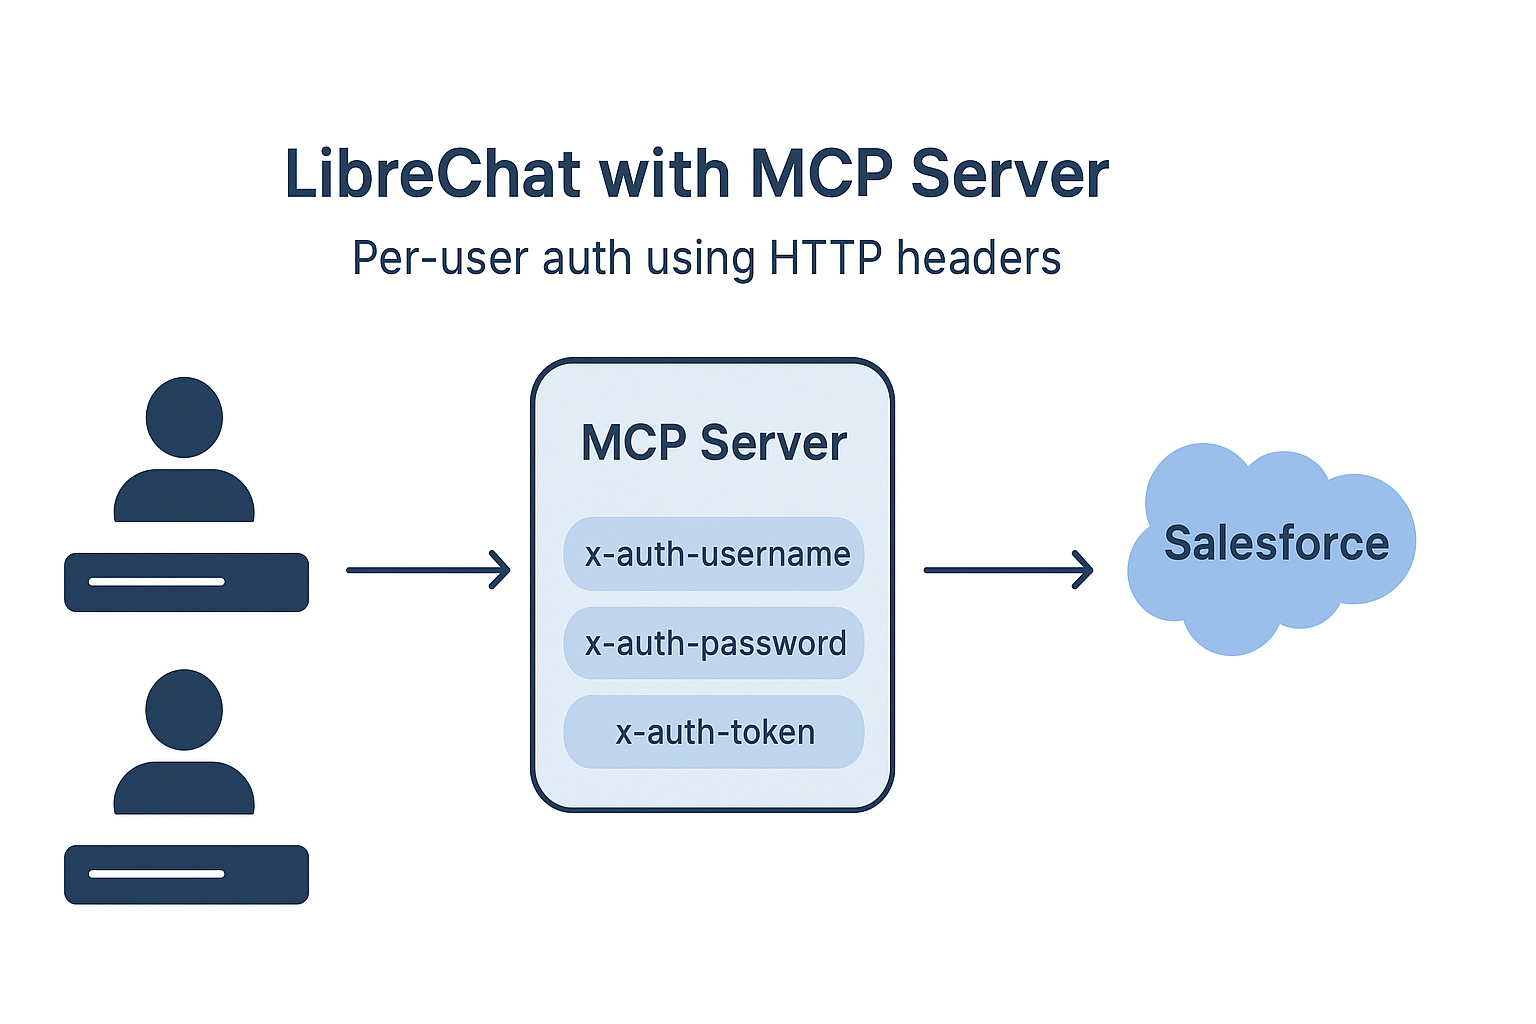 LibreChat with MCP Server
Per-user auth using HTTP headers
MCP Server
x-auth-username
x-auth-password
x-auth-token
Salesforce